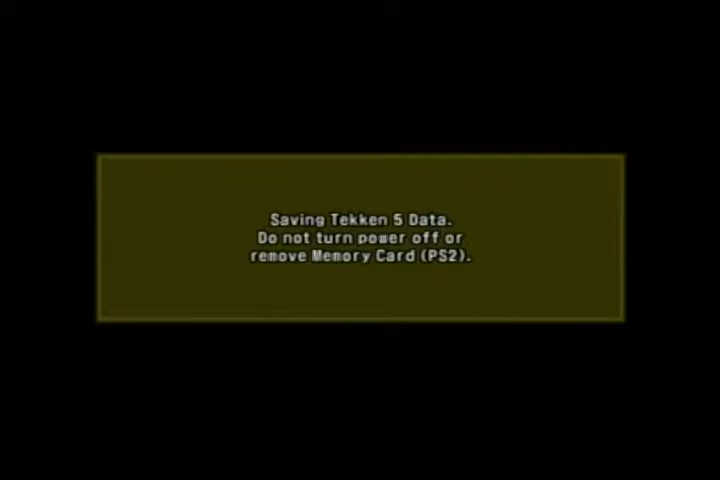 Saving Tekken 5 Data.
Do not turn power off or
remove Memory Card (PS2).